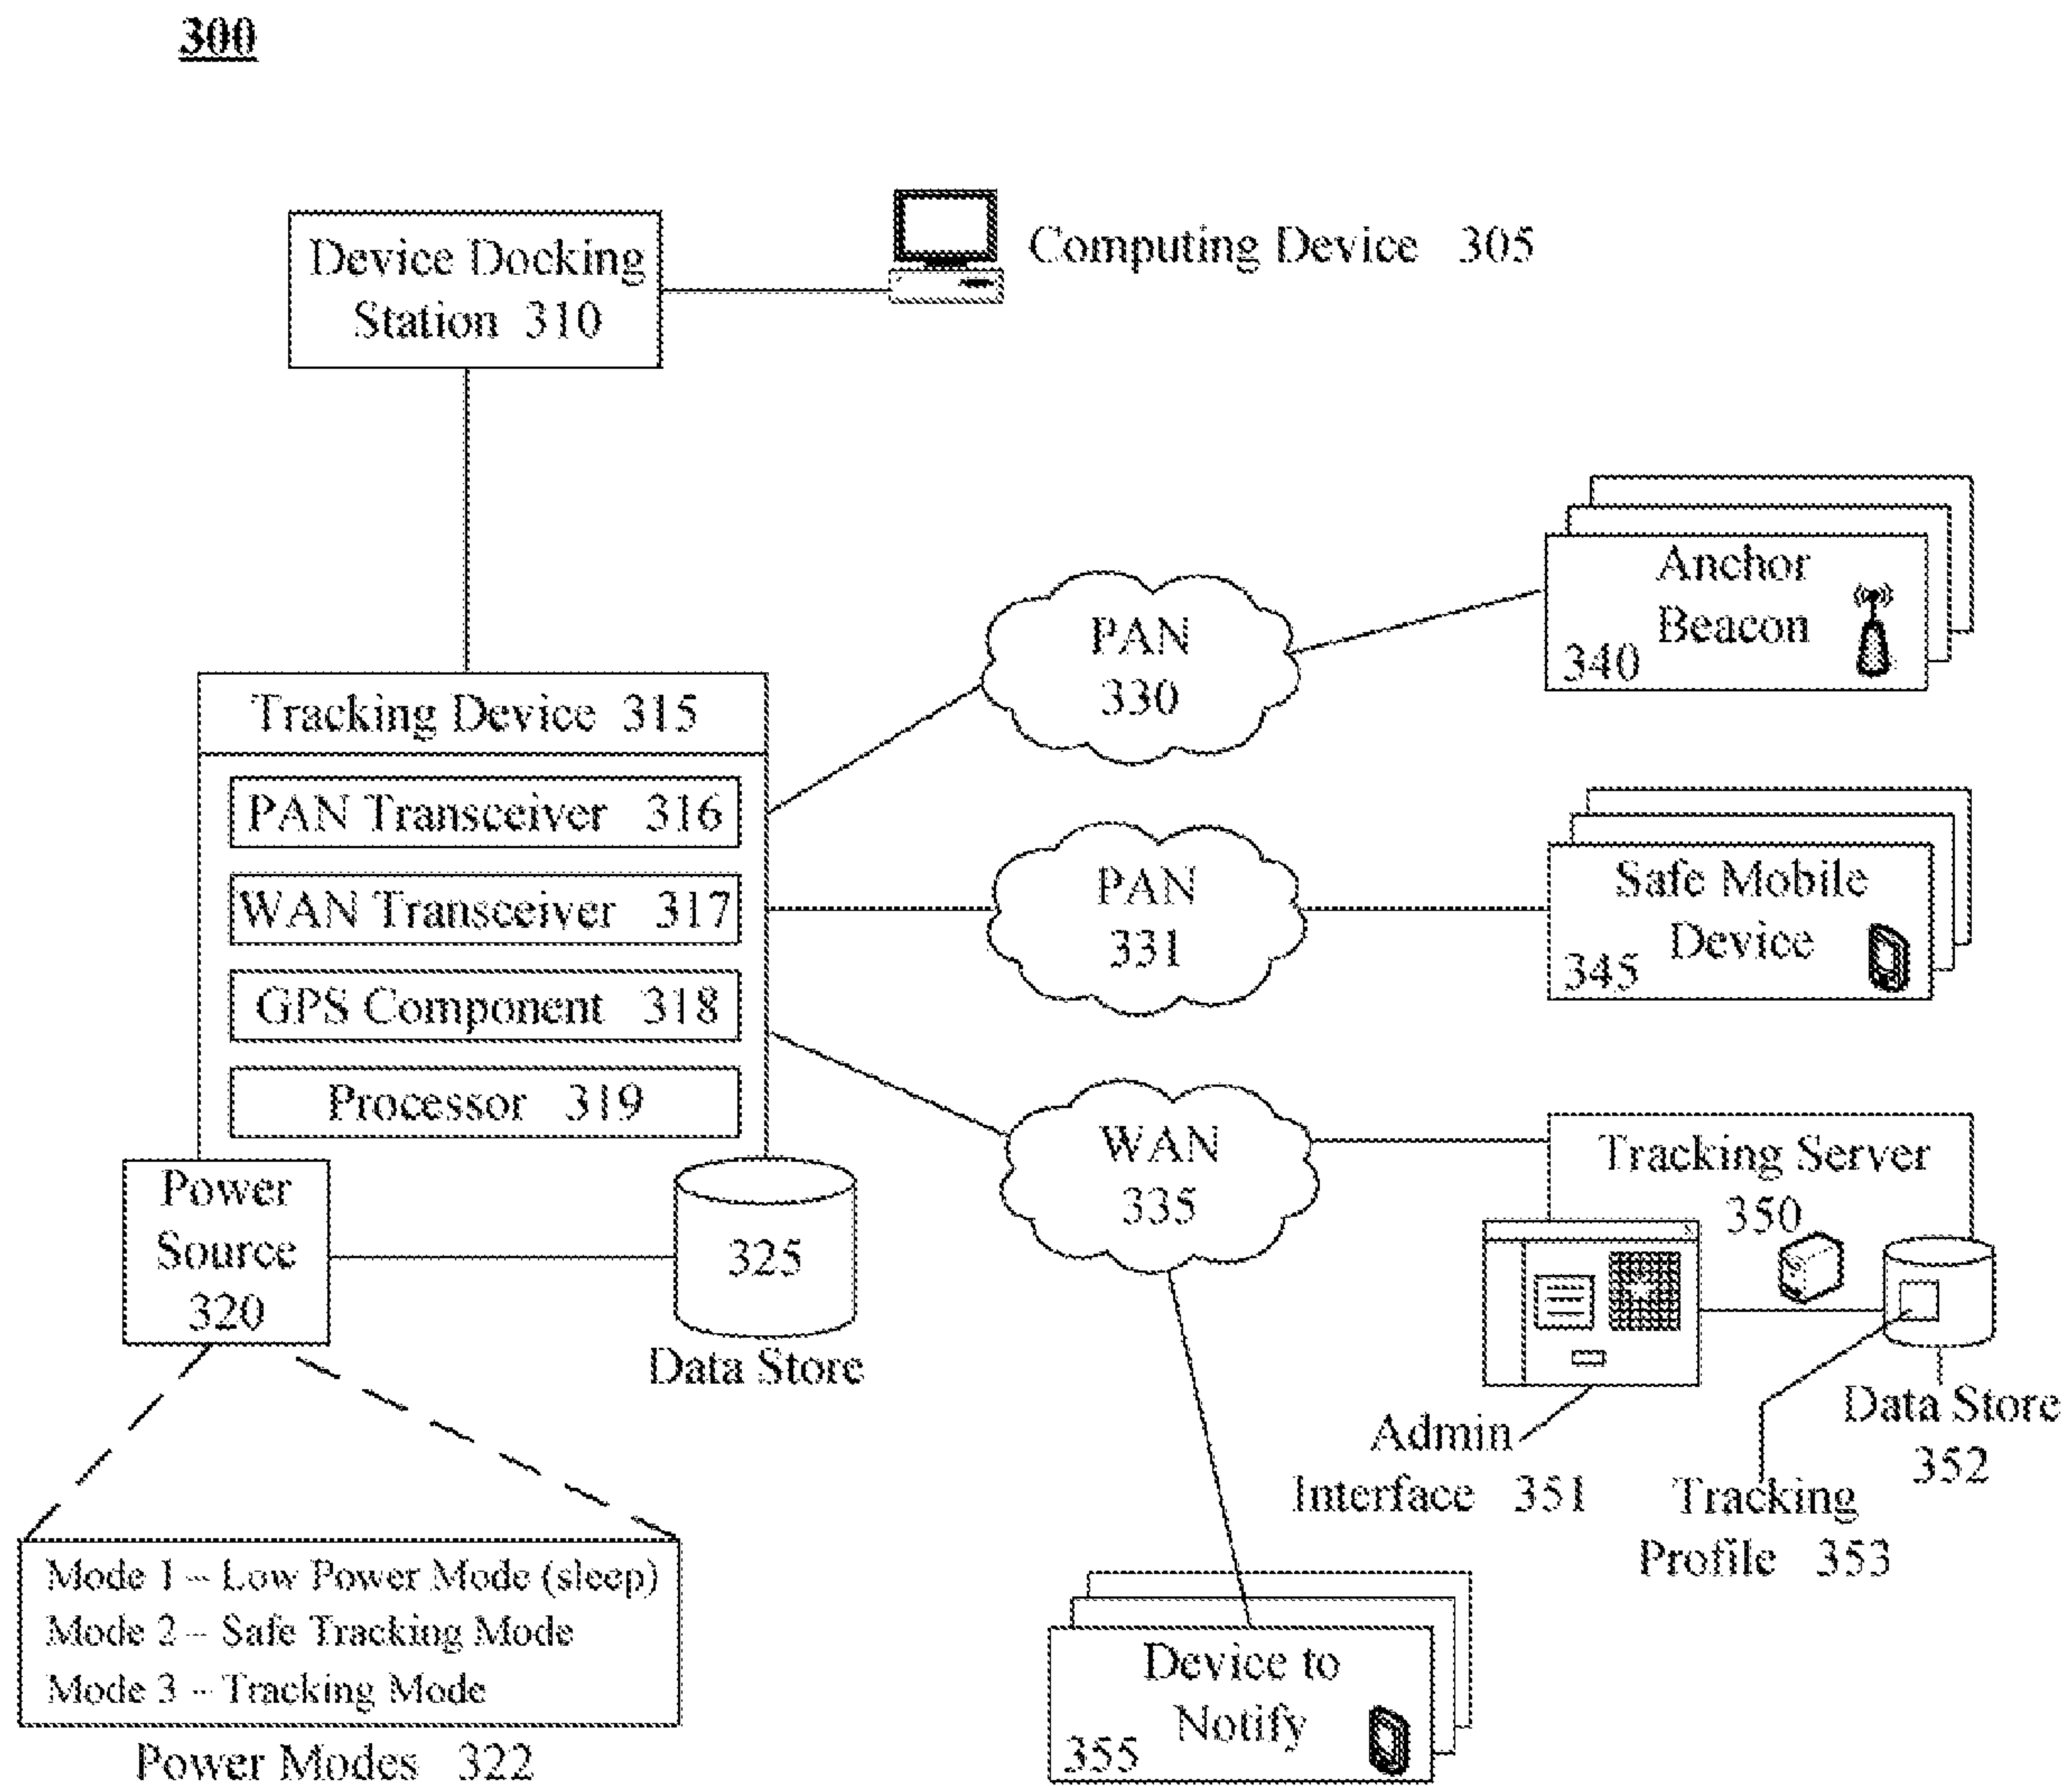 300
Device Docking
Station 310
Computing Device 305
Anchor
Beacon
340
PAN
330
Tracking Device 315
PAN Transceiver 316
WAN Transceiver 317
GPS Component 318
Processor 319
PAN
331
Safe Mobile
Device
345
WAN
335
Tracking Server
350
Power
Source
320
325
Data Store
Admin
Interface 351
Data Store
352
Tracking
Profile 353
Mode 1 – Low Power Mode (sleep)
Mode 2 – Safe Tracking Mode
Mode 3 – Tracking Mode
Power Modes 322
Device to
Notify
355